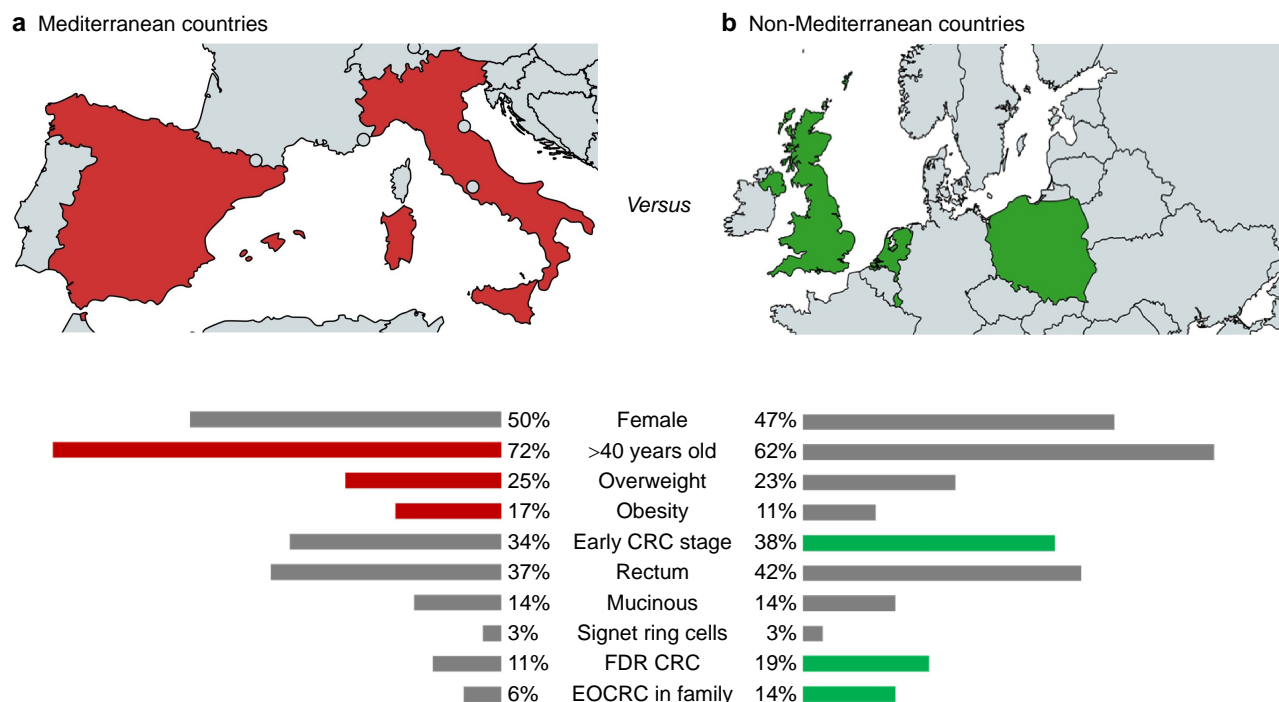 a Mediterranean countries
b Non-Mediterranean countries
Versus
50% Female 47%
72% >40 years old 62%
25% Overweight 23%
17% Obesity 11%
34% Early CRC stage 38%
37% Rectum 42%
14% Mucinous 14%
3% Signet ring cells 3%
11% FDR CRC 19%
6% EOCRC in family 14%